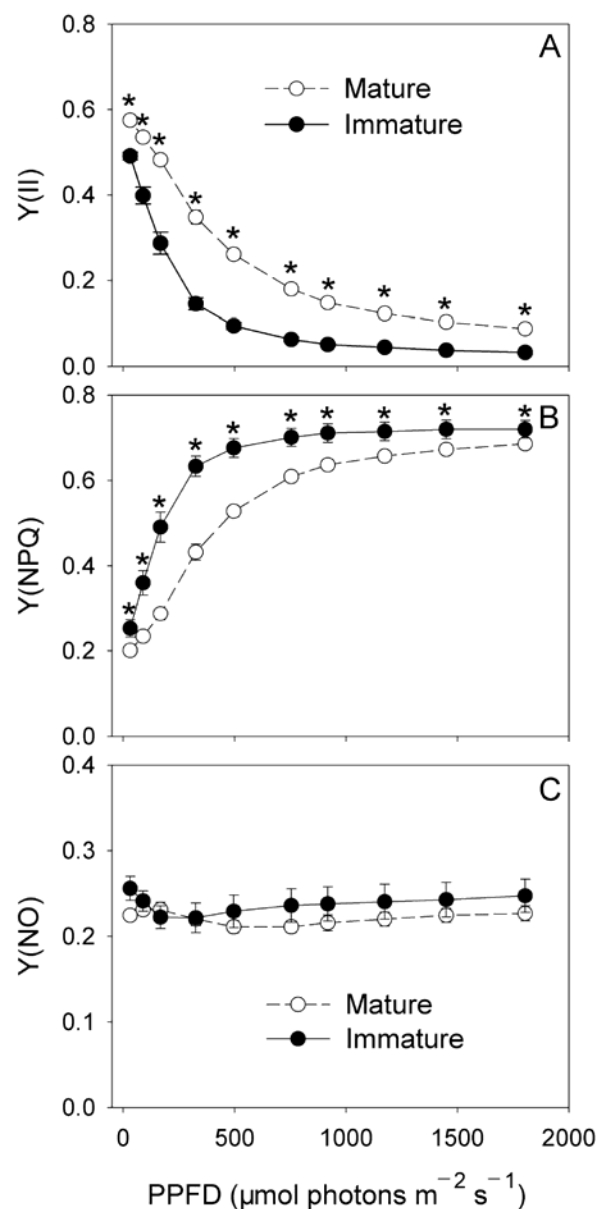 A
Mature
Immature
Y(II)
0.8
0.6
0.4
0.2
0.0
* * * * * * * * * *
B
Y(NPQ)
0.8
0.6
0.4
0.2
0.0
* * * * * * * * * *
C
Y(NO)
0.4
0.3
0.2
0.1
0.0
Mature
Immature
0 500 1000 1500 2000
PPFD (µmol photons m⁻² s⁻¹)